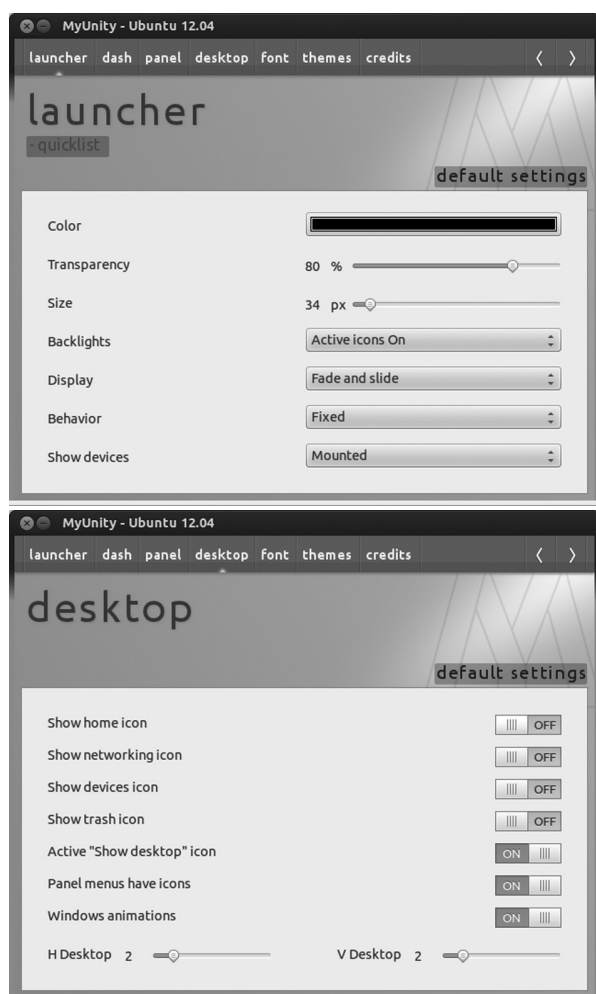 MyUnity - Ubuntu 12.04
launcher dash panel desktop font themes credits
launcher
- quicklist
default settings
Color
Transparency 80 %
Size 34 px
Backlights Active icons On
Display Fade and slide
Behavior Fixed
Show devices Mounted
MyUnity - Ubuntu 12.04
launcher dash panel desktop font themes credits
desktop
default settings
Show home icon OFF
Show networking icon OFF
Show devices icon OFF
Show trash icon OFF
Active "Show desktop" icon ON
Panel menus have icons ON
Windows animations ON
H Desktop 2 V Desktop 2